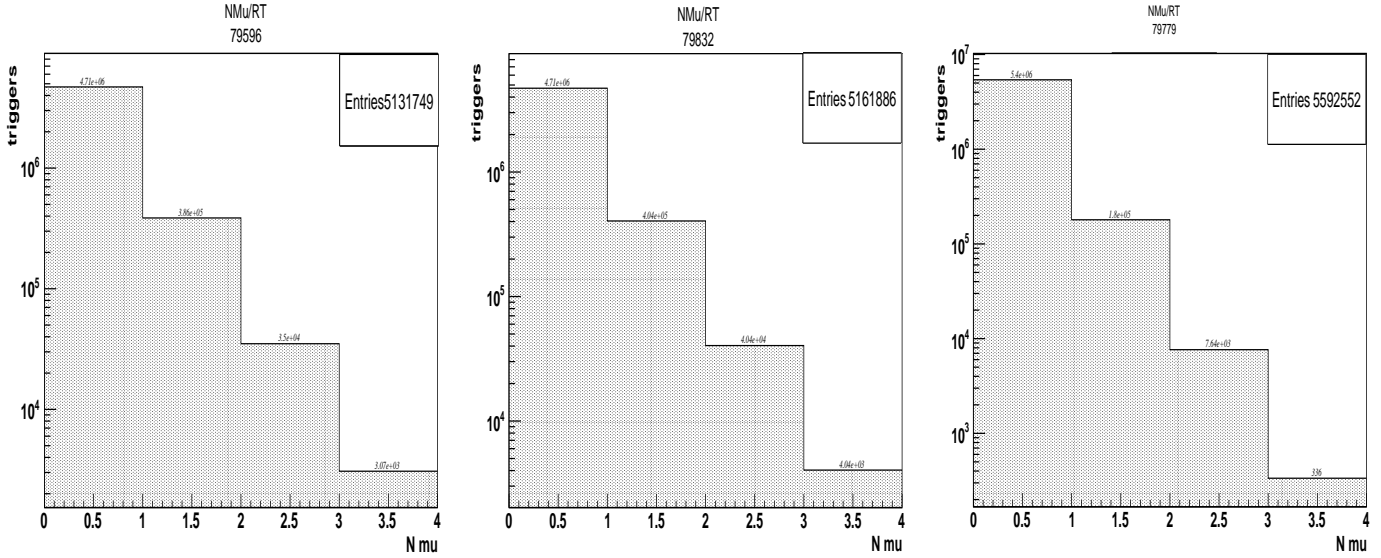 NMu/RT
79596
triggers
Entries5131749
4.71e+06
3.86e+05
3.5e+04
3.07e+03
10^6
10^5
10^4
0 0.5 1 1.5 2 2.5 3 3.5 4
N mu
NMu/RT
79832
triggers
Entries 5161886
4.71e+06
4.04e+05
4.04e+04
4.04e+03
10^6
10^5
10^4
0 0.5 1 1.5 2 2.5 3 3.5 4
N mu
NMu/RT
79779
triggers
Entries 5592552
5.4e+06
1.8e+05
7.64e+03
336
10^7
10^6
10^5
10^4
10^3
0 0.5 1 1.5 2 2.5 3 3.5 4
N mu